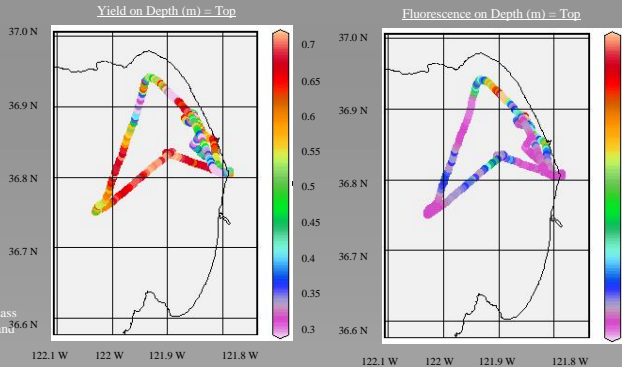 Yield on Depth (m) = Top
37.0 N
36.9 N
36.8 N
36.7 N
36.6 N
122.1 W
122 W
121.9 W
121.8 W
0.7
0.65
0.6
0.55
0.5
0.45
0.4
0.35
0.3
ass
and
Fluorescence on Depth (m) = Top
37.0 N
36.9 N
36.8 N
36.7 N
36.6 N
122.1 W
122 W
121.9 W
121.8 W